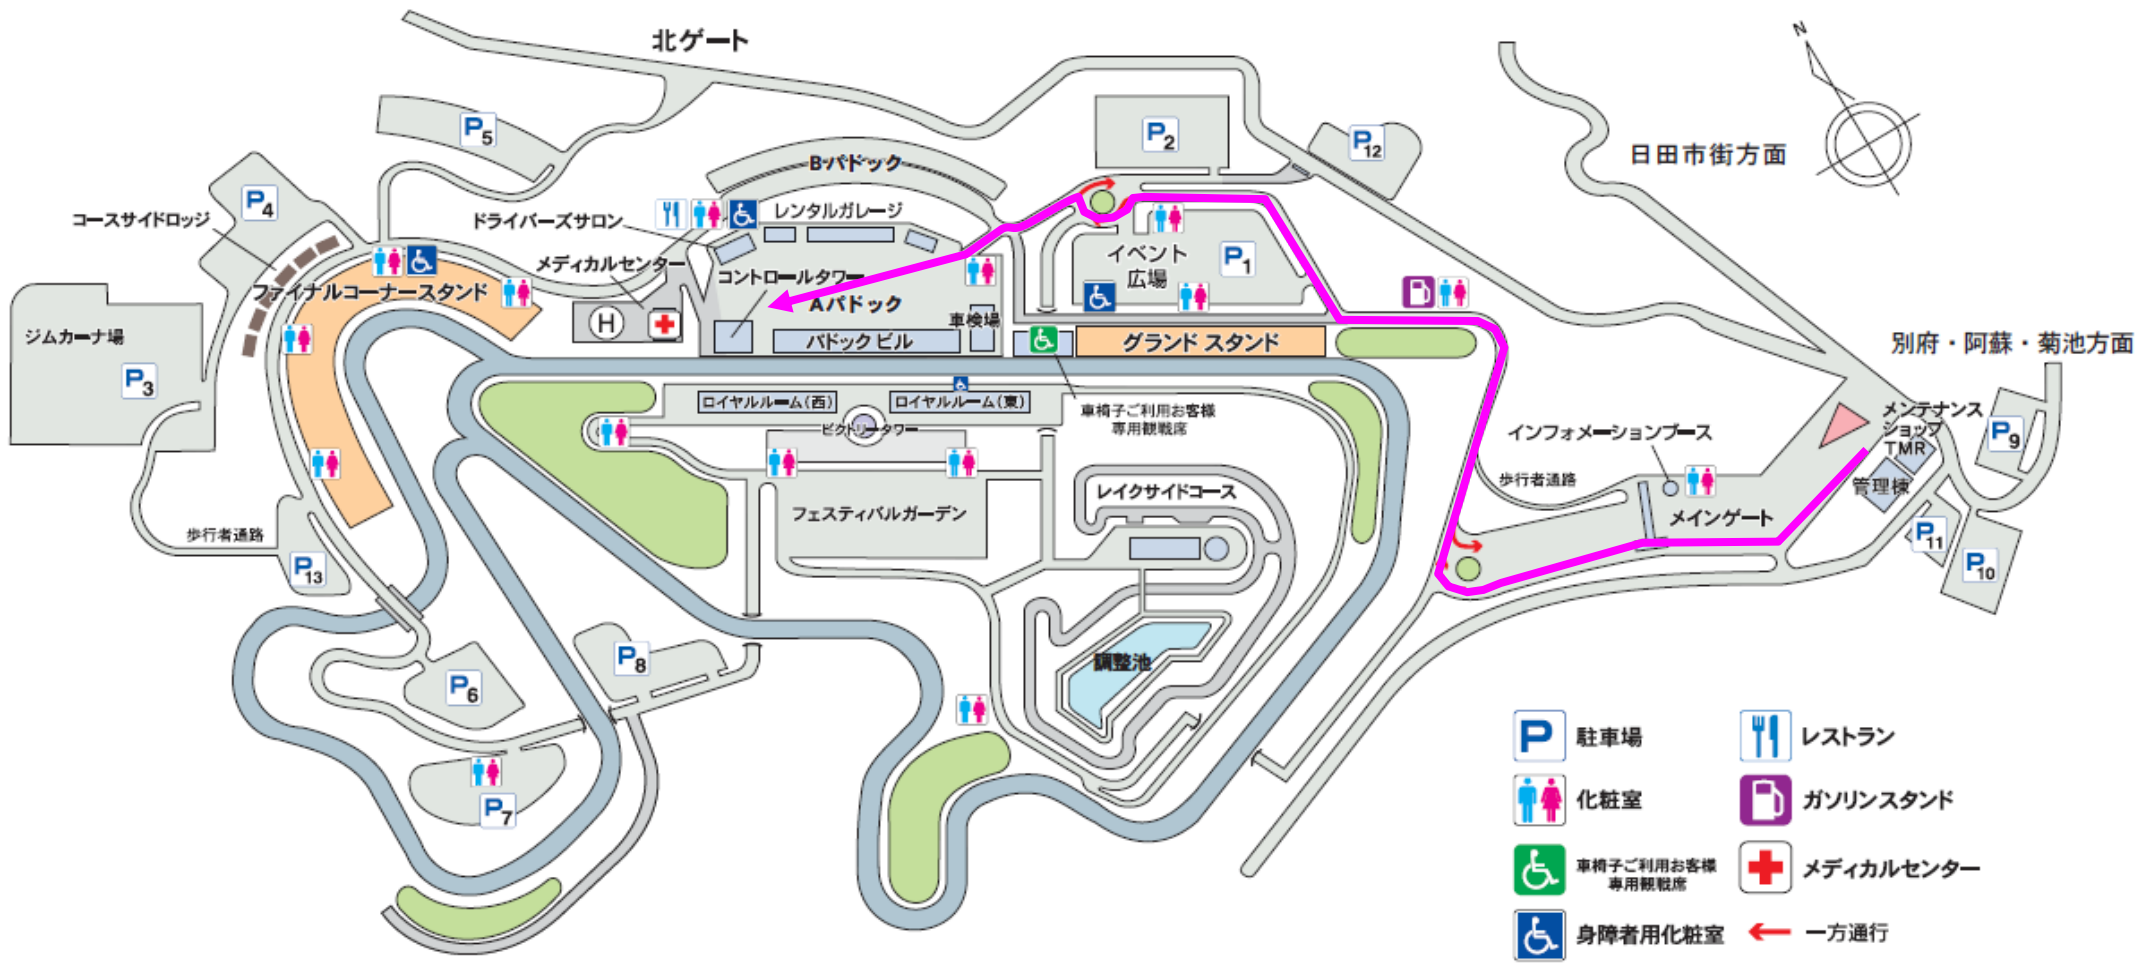 北ゲート
N
日田市街方面
別府・阿蘇・菊池方面
P5
P2
P12
Bパドック
P4
コースサイドロッジ
ドライバーズサロン
レンタルガレージ
メディカルセンター
コントロールタワー
Aパドック
イベント
広場
P1
ファイナルコーナースタンド
H
車検場
パドック ビル
グランド スタンド
ジムカーナ場
P3
ロイヤルルーム(西)
ロイヤルルーム(東)
ビクトリータワー
車椅子ご利用お客様
専用観戦席
メンテナンス
ショップ
TMR
P9
インフォメーションブース
歩行者通路
管理棟
メインゲート
P11
P10
レイクサイドコース
フェスティバルガーデン
歩行者通路
P13
調整池
P8
P6
P7
P 駐車場
レストラン
化粧室
ガソリンスタンド
車椅子ご利用お客様
専用観戦席
メディカルセンター
身障者用化粧室
一方通行